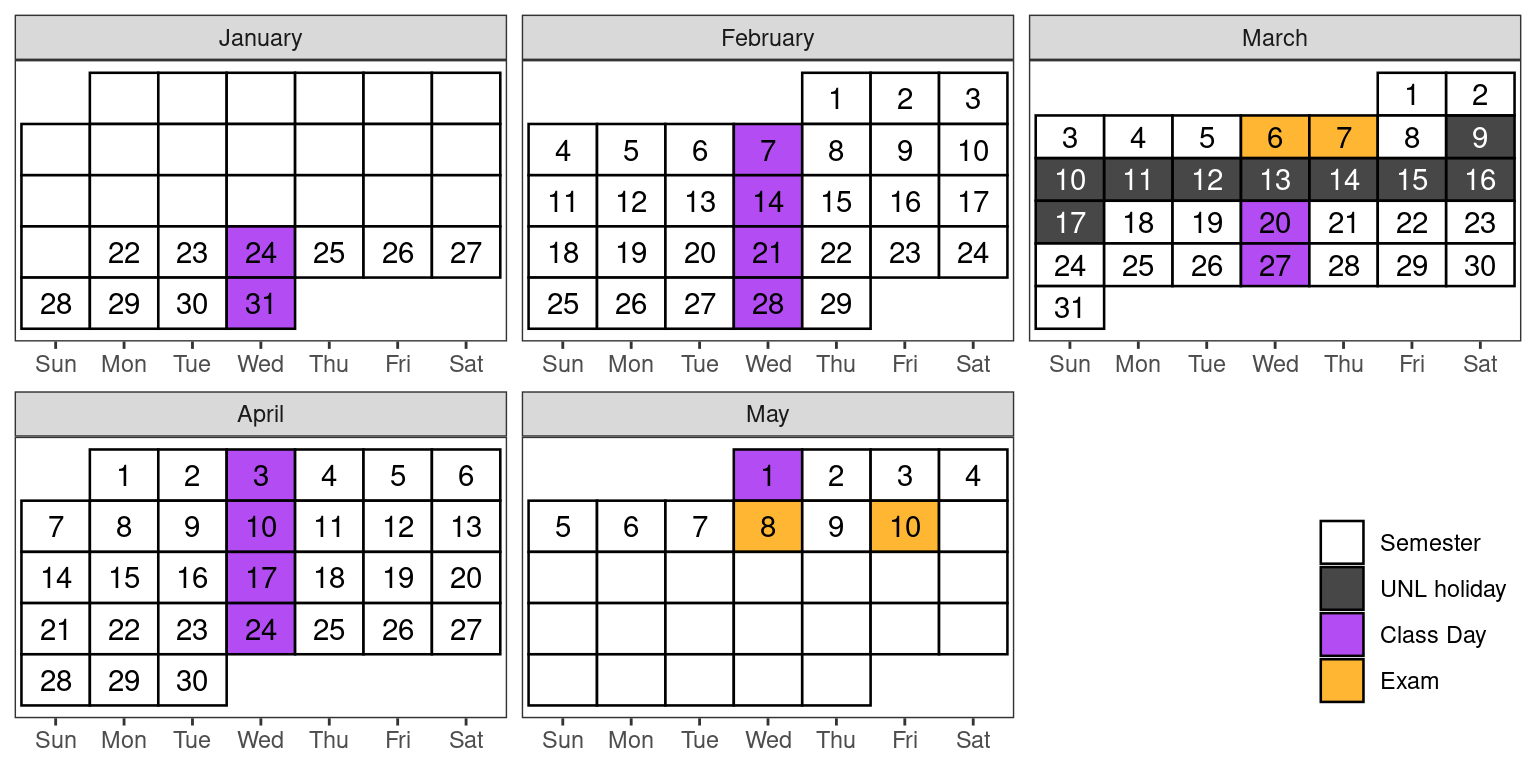 January
22 23 24 25 26 27
28 29 30 31
Sun Mon Tue Wed Thu Fri Sat
February
1 2 3
4 5 6 7 8 9 10
11 12 13 14 15 16 17
18 19 20 21 22 23 24
25 26 27 28 29
Sun Mon Tue Wed Thu Fri Sat
March
1 2
3 4 5 6 7 8 9
10 11 12 13 14 15 16
17 18 19 20 21 22 23
24 25 26 27 28 29 30
31
Sun Mon Tue Wed Thu Fri Sat
April
1 2 3 4 5 6
7 8 9 10 11 12 13
14 15 16 17 18 19 20
21 22 23 24 25 26 27
28 29 30
Sun Mon Tue Wed Thu Fri Sat
May
1 2 3 4
5 6 7 8 9 10
Sun Mon Tue Wed Thu Fri Sat
Semester
UNL holiday
Class Day
Exam